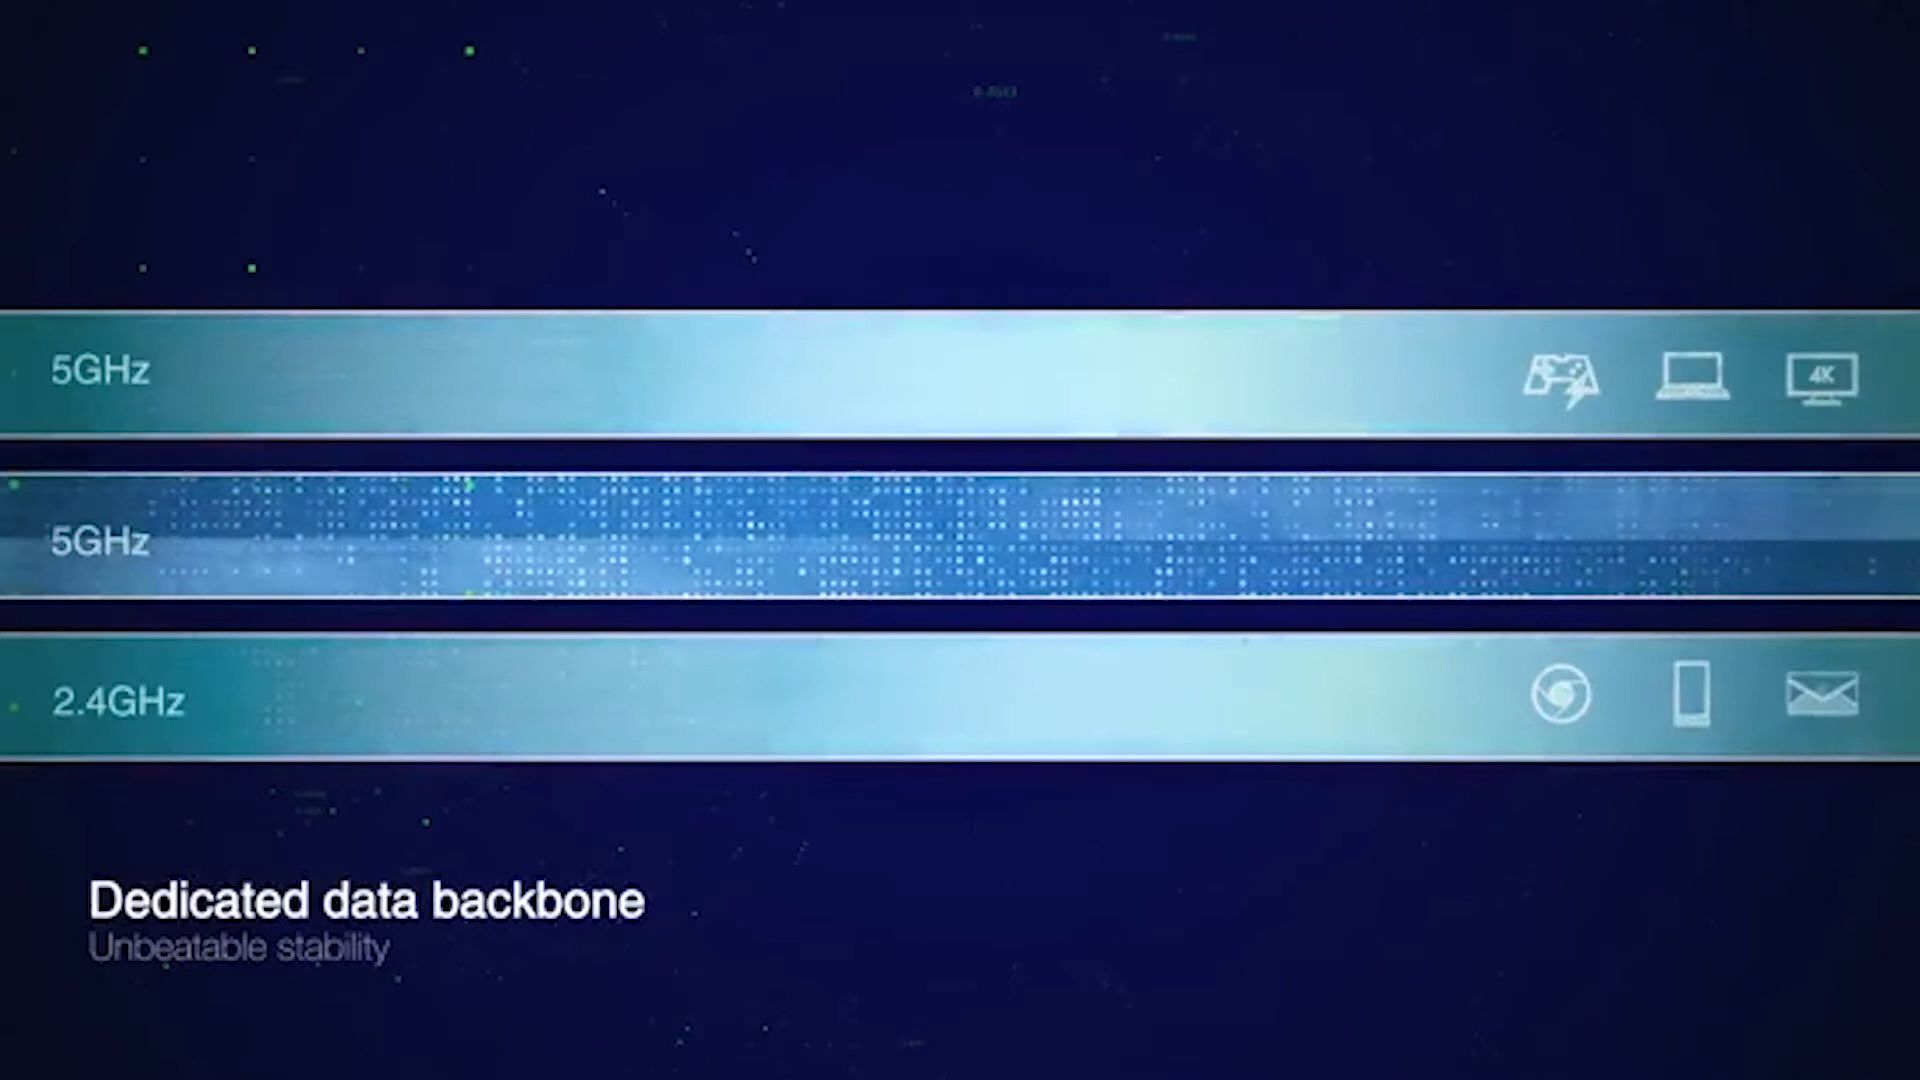 5GHz
4K
5GHz
2.4GHz
Dedicated data backbone
Unbeatable stability